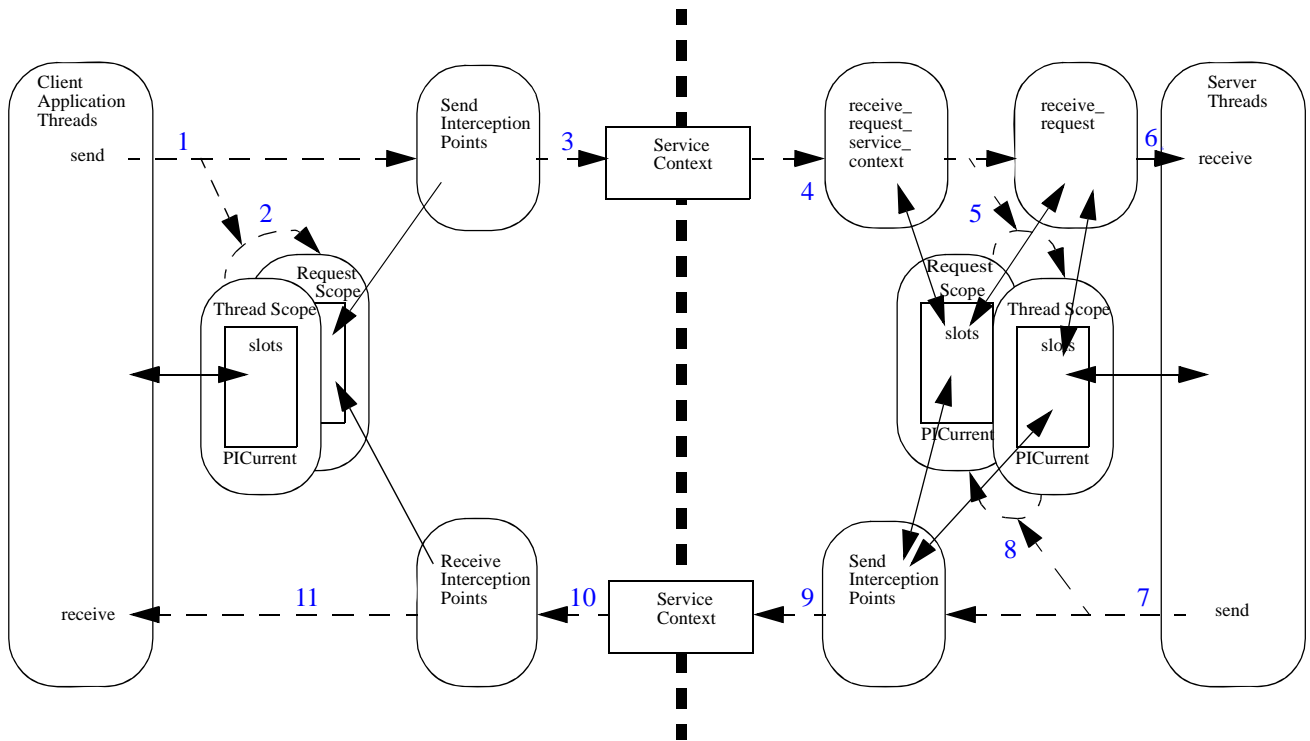 Client
Application
Threads
send
1
2
Send
Interception
Points
3
Service
Context
4
receive_
request_
service_
context
5
receive_
request
6
Server
Threads
receive
Request
Scope
Thread Scope
slots
PICurrent
Request
Scope
slots
PICurrent
Thread Scope
slots
PICurrent
receive
11
Receive
Interception
Points
10
Service
Context
9
Send
Interception
Points
8
7
send